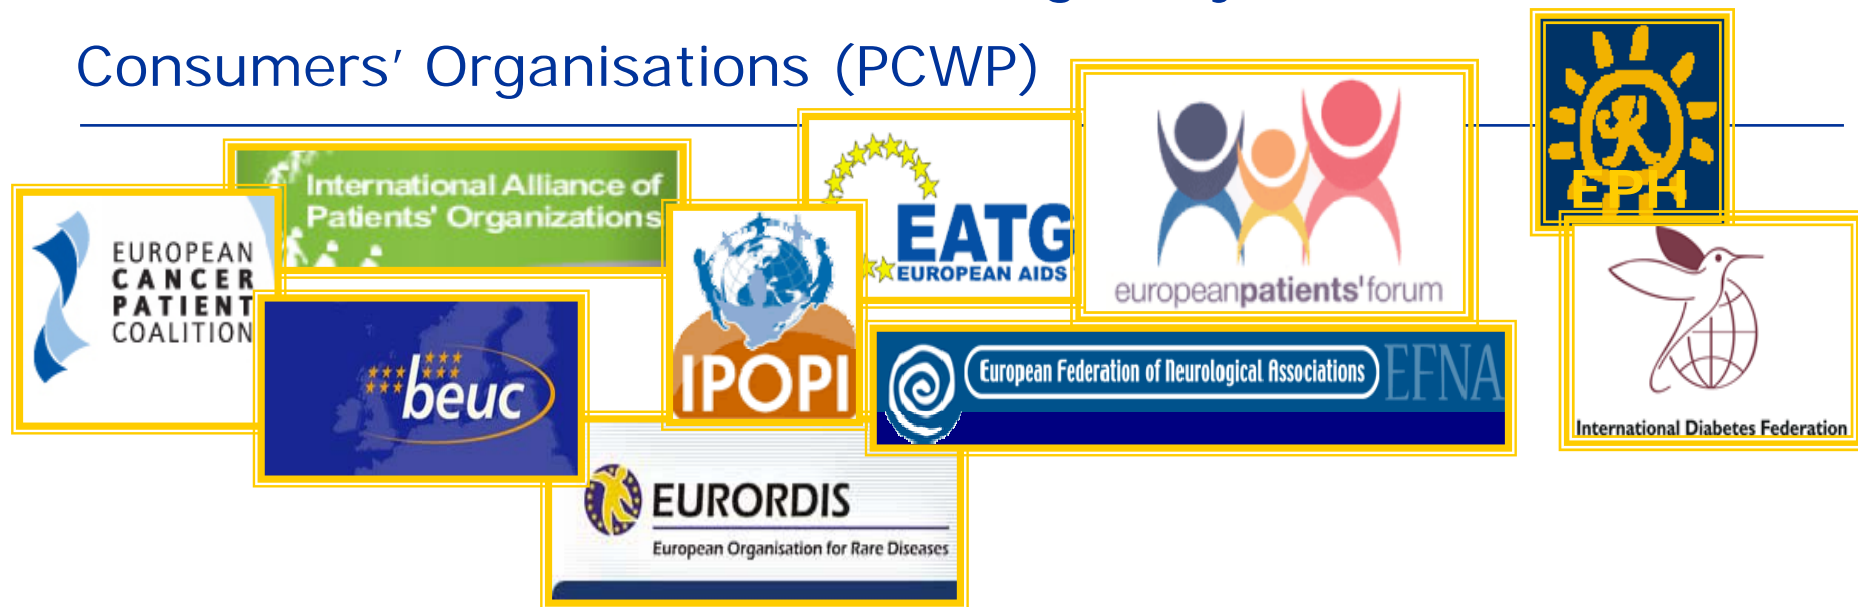 Consumers' Organisations (PCWP)
International Alliance of
Patients' Organizations
EUROPEAN
CANCER
PATIENT
COALITION
beuc
IPOPI
EATG
EUROPEAN AIDS
europeanpatients'forum
EPH
European Federation of Neurological Associations EFNA
International Diabetes Federation
EURORDIS
European Organisation for Rare Diseases